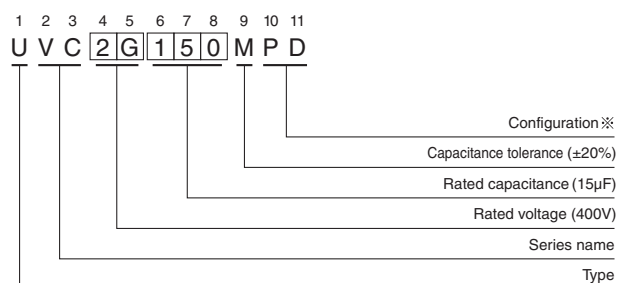 1 2 3 4 5 6 7 8 9 10 11
U V C 2 G 1 5 0 M P D
Configuration※
Capacitance tolerance (±20%)
Rated capacitance (15µF)
Rated voltage (400V)
Series name
Type